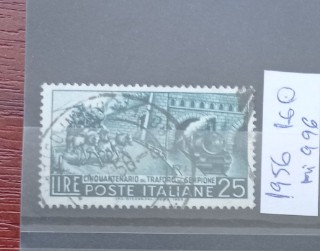 CINQUANTENARIO DEL TRAFORO DEL SEMPIONE
LIRE POSTE ITALIANE 25
1956 160
mi 996